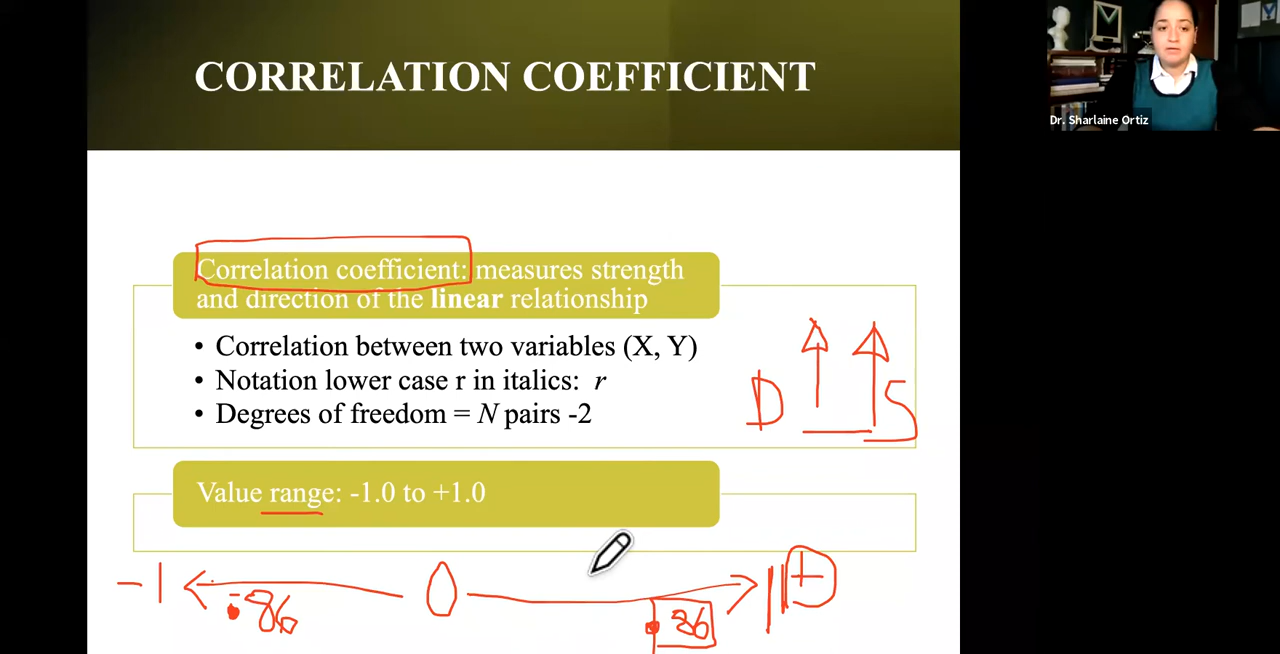 CORRELATION COEFFICIENT
Dr. Sharlaine Ortiz
Correlation coefficient: measures strength
and direction of the linear relationship
• Correlation between two variables (X, Y)
• Notation lower case r in italics: r
• Degrees of freedom = N pairs -2
D S
Value range: -1.0 to +1.0
-1 0 +
-.86 .86